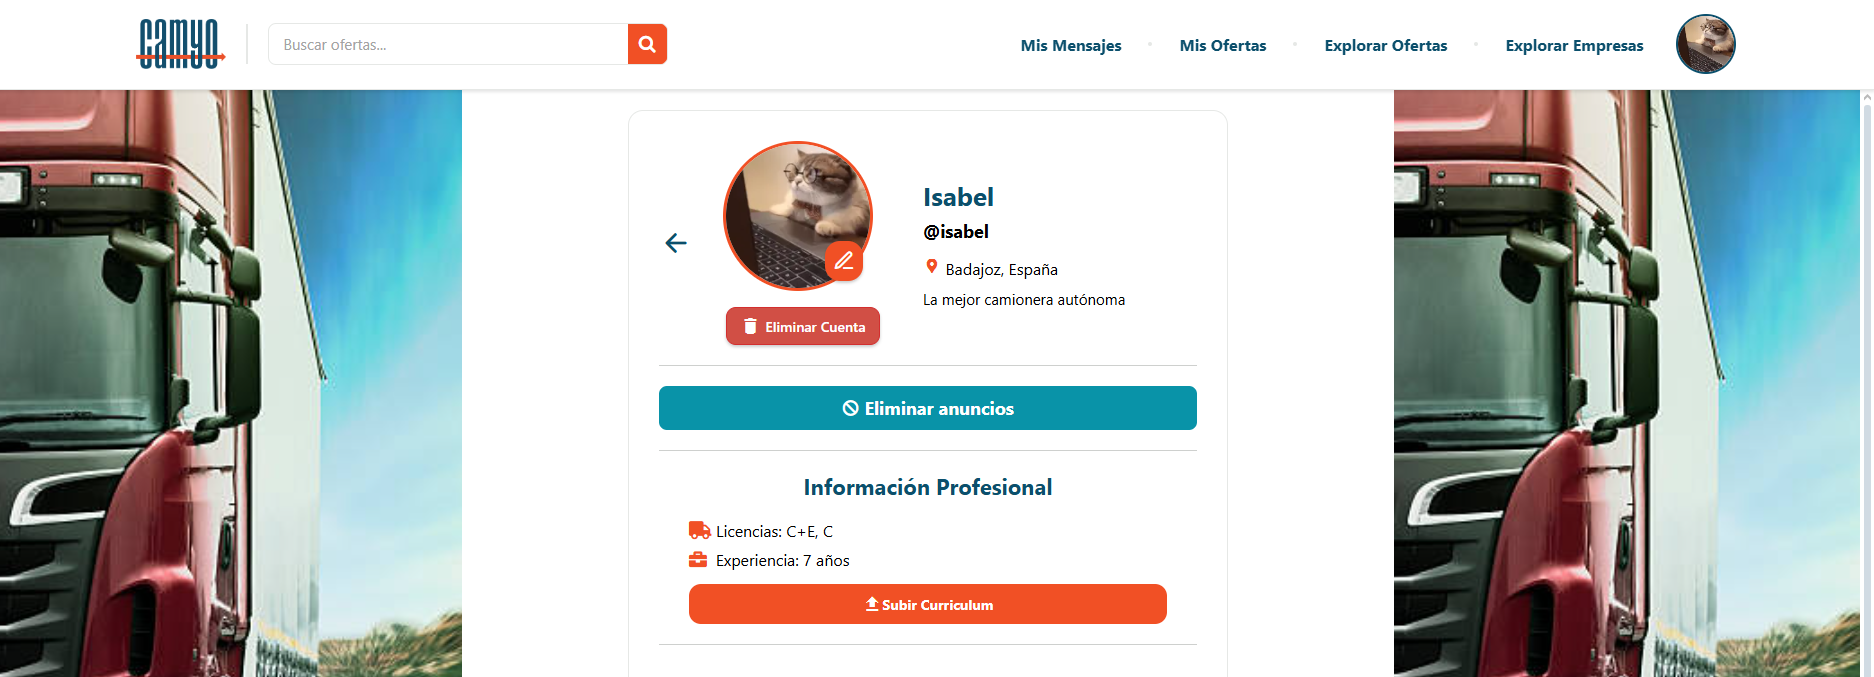 camyo
Buscar ofertas...
Mis Mensajes
Mis Ofertas
Explorar Ofertas
Explorar Empresas
Isabel
@isabel
Badajoz, España
La mejor camionera autónoma
Eliminar Cuenta
Eliminar anuncios
Información Profesional
Licencias: C+E, C
Experiencia: 7 años
Subir Curriculum